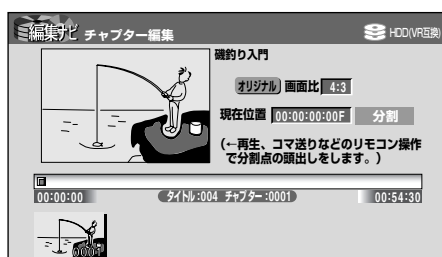 編集ナビ チャプター編集
HDD(VR互換)
磯釣り入門
オリジナル 画面比 4:3
現在位置 00:00:00:00F 分割
(←再生、コマ送りなどのリモコン操作
で分割点の頭出しをします。)
00:00:00 タイトル:004 チャプター:0001 00:54:30
0001